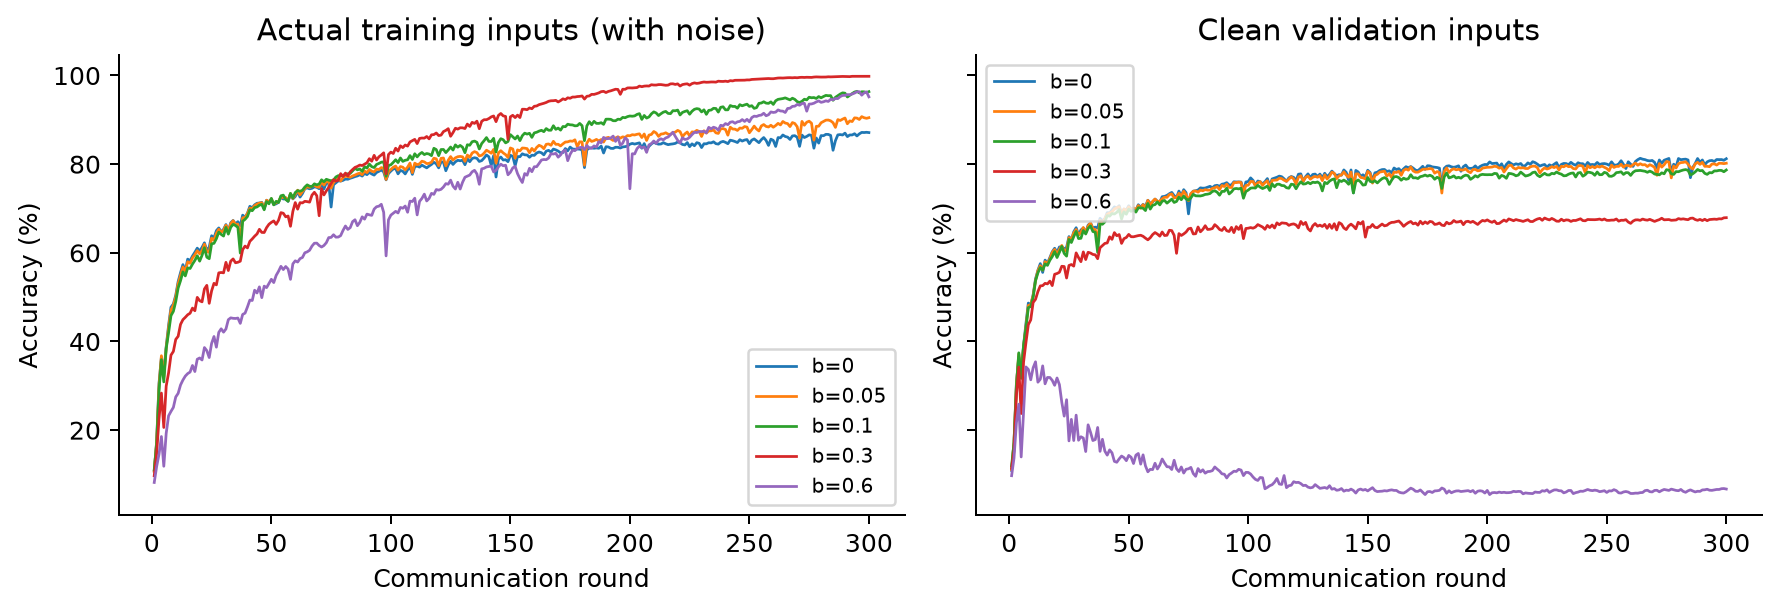 Actual training inputs (with noise)
Accuracy (%)
100
80
60
40
20
b=0
b=0.05
b=0.1
b=0.3
b=0.6
0
50
100
150
200
250
300
Communication round
Clean validation inputs
Accuracy (%)
b=0
b=0.05
b=0.1
b=0.3
b=0.6
0
50
100
150
200
250
300
Communication round